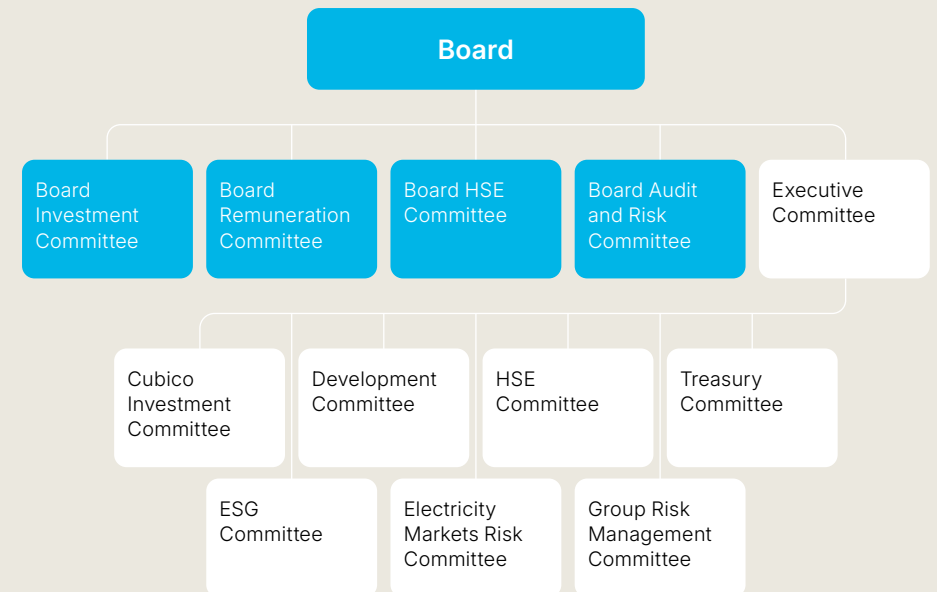 Board
Board
Investment
Committee
Board
Remuneration
Committee
Board HSE
Committee
Board Audit
and Risk
Committee
Executive
Committee
Cubico
Investment
Committee
Development
Committee
HSE
Committee
Treasury
Committee
ESG
Committee
Electricity
Markets Risk
Committee
Group Risk
Management
Committee